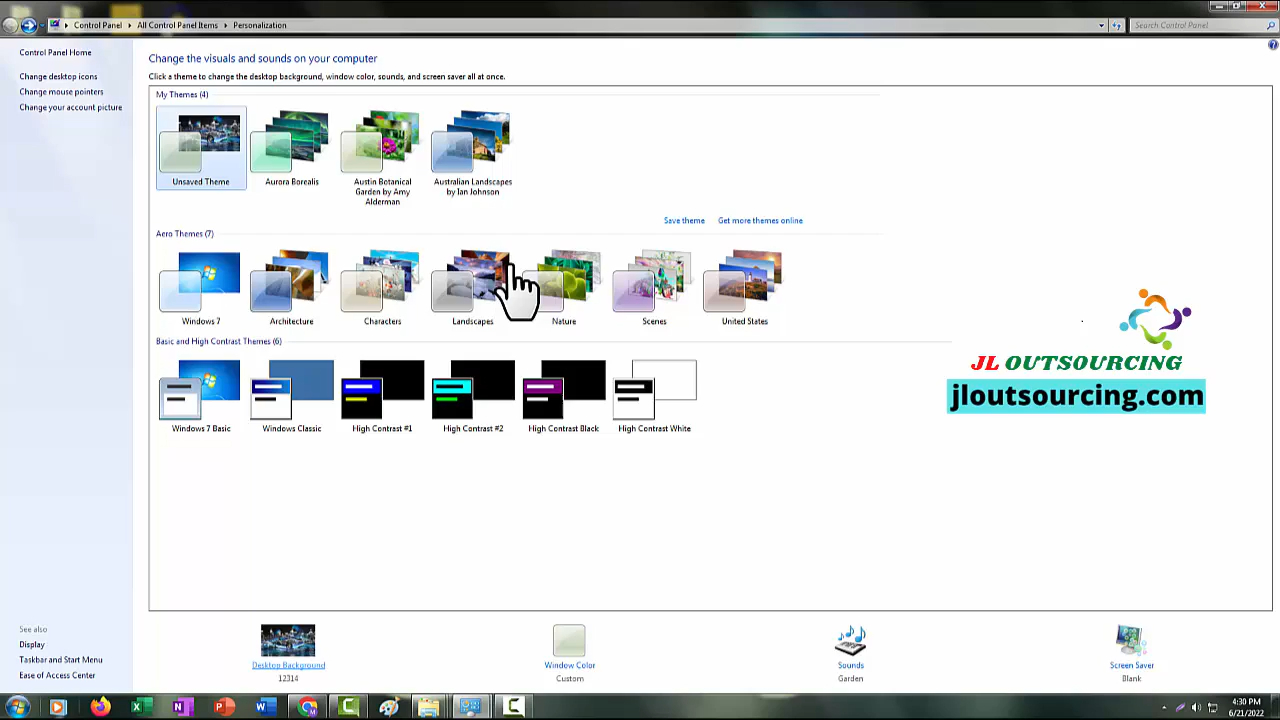 Control Panel ▸ All Control Panel Items ▸ Personalization
Search Control Panel
Control Panel Home
Change desktop icons
Change mouse pointers
Change your account picture
Change the visuals and sounds on your computer
Click a theme to change the desktop background, window color, sounds, and screen saver all at once.
My Themes (4)
Unsaved Theme
Aurora Borealis
Austin Botanical
Garden by Amy
Alderman
Australian Landscapes
by Ian Johnson
Save theme
Get more themes online
Aero Themes (7)
Windows 7
Architecture
Characters
Landscapes
Nature
Scenes
United States
Basic and High Contrast Themes (6)
Windows 7 Basic
Windows Classic
High Contrast #1
High Contrast #2
High Contrast Black
High Contrast White
JL OUTSOURCING
jloutsourcing.com
See also
Display
Taskbar and Start Menu
Ease of Access Center
Desktop Background
12314
Window Color
Custom
Sounds
Garden
Screen Saver
Blank
4:30 PM
6/21/2022